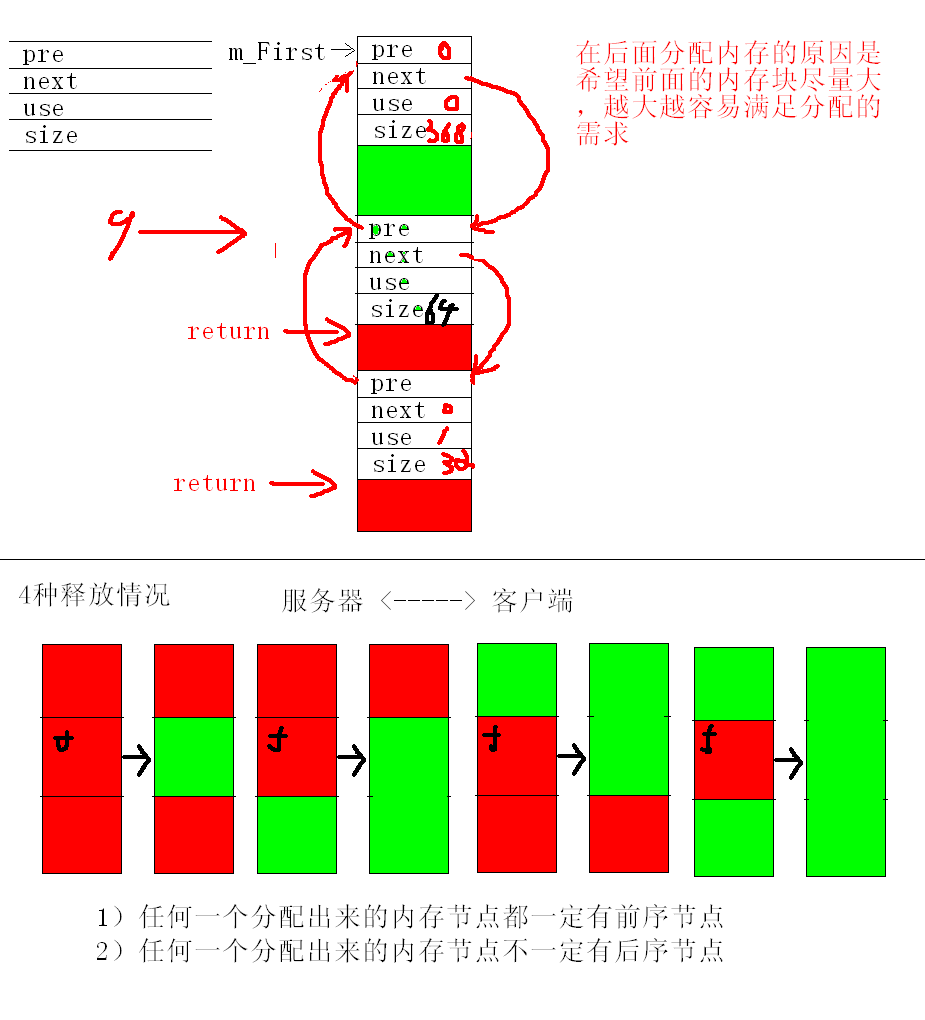 pre
next
use
size
m_First
pre 0
next
use 0
size 368
pre
next
use
size 64
pre
next 0
use 1
size 32
return
return
在后面分配内存的原因是
希望前面的内存块尽量大
，越大越容易满足分配的
需求
4种释放情况
服务器 <-----> 客户端
1）任何一个分配出来的内存节点都一定有前序节点
2）任何一个分配出来的内存节点不一定有后序节点